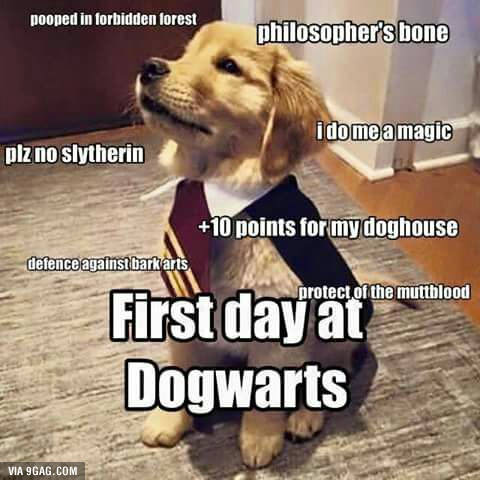 pooped in forbidden forest
philosopher's bone
i do me a magic
plz no slytherin
+10 points for my doghouse
defence against bark arts
protect of the muttblood
First day at
Dogwarts
VIA 9GAG.COM